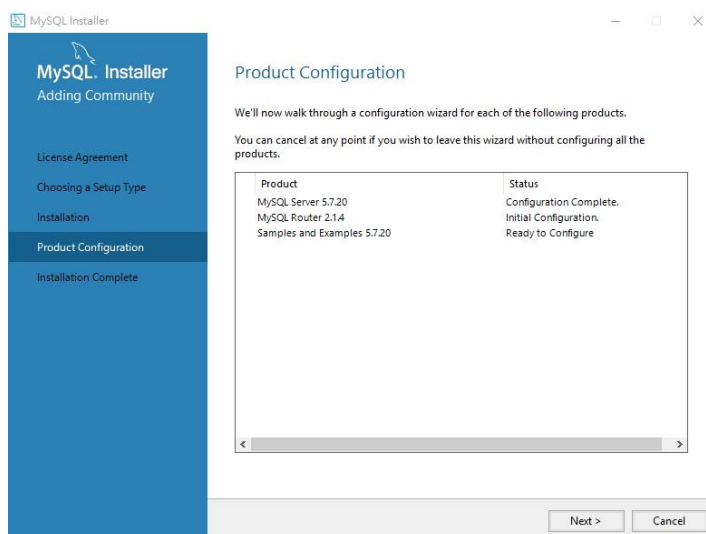 MySQL Installer
MySQL. Installer
Adding Community
License Agreement
Choosing a Setup Type
Installation
Product Configuration
Installation Complete
Product Configuration
We'll now walk through a configuration wizard for each of the following products.
You can cancel at any point if you wish to leave this wizard without configuring all the
products.
Product Status
MySQL Server 5.7.20 Configuration Complete.
MySQL Router 2.1.4 Initial Configuration.
Samples and Examples 5.7.20 Ready to Configure
Next > Cancel